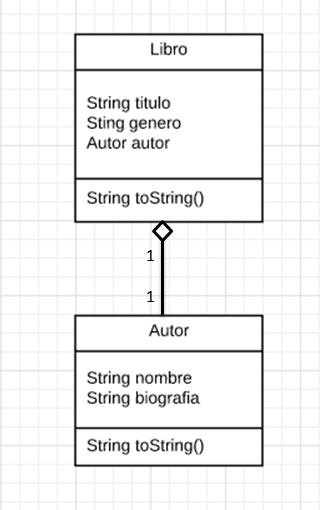 Libro
String titulo
Sting genero
Autor autor
String toString()
1
1
Autor
String nombre
String biografia
String toString()